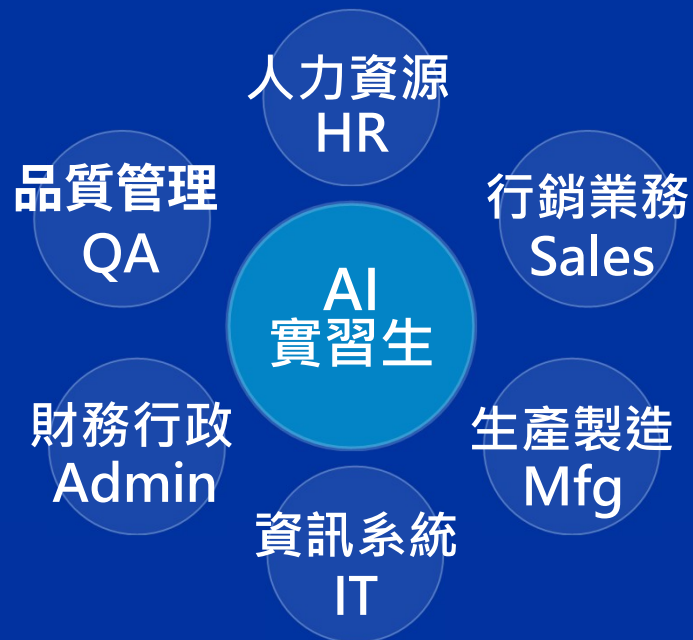 人力資源
HR
品質管理
QA
行銷業務
Sales
AI
實習生
財務行政
Admin
生產製造
Mfg
資訊系統
IT